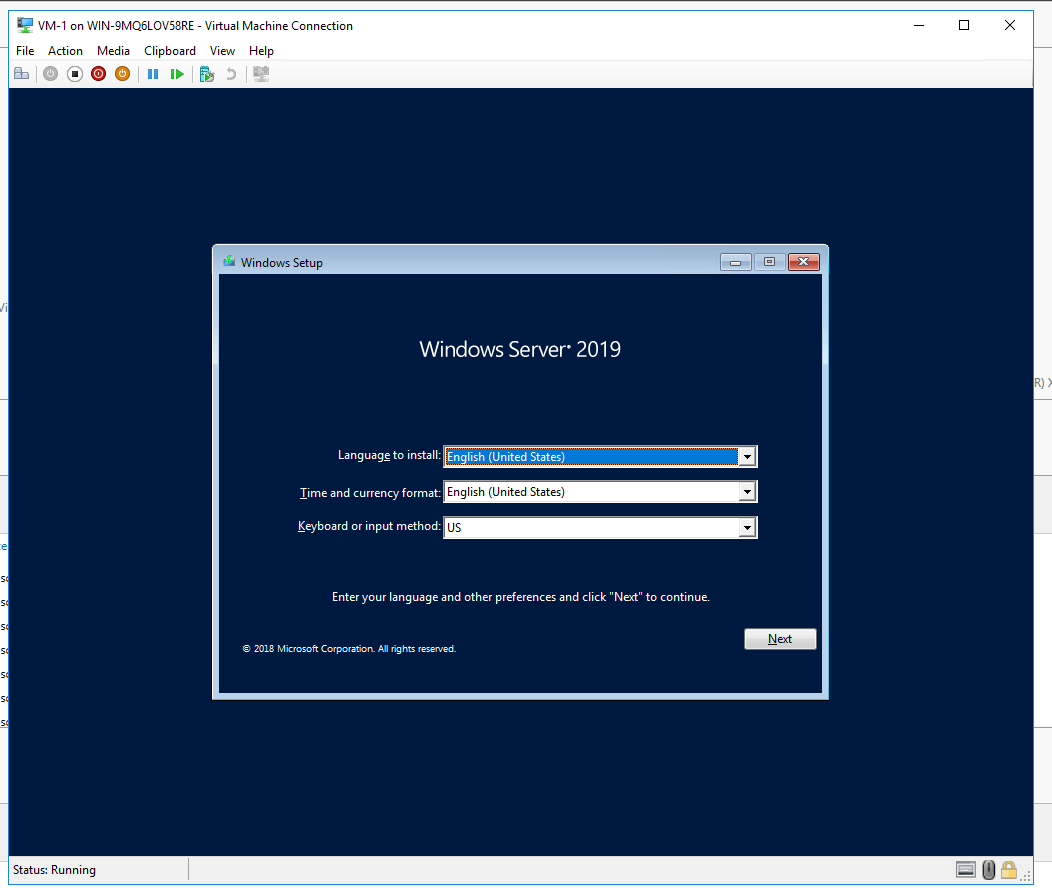 VM-1 on WIN-9MQ6LOV58RE - Virtual Machine Connection
File Action Media Clipboard View Help
Windows Setup
Windows Server® 2019
Language to install: English (United States)
Time and currency format: English (United States)
Keyboard or input method: US
Enter your language and other preferences and click "Next" to continue.
Next
© 2018 Microsoft Corporation. All rights reserved.
Status: Running